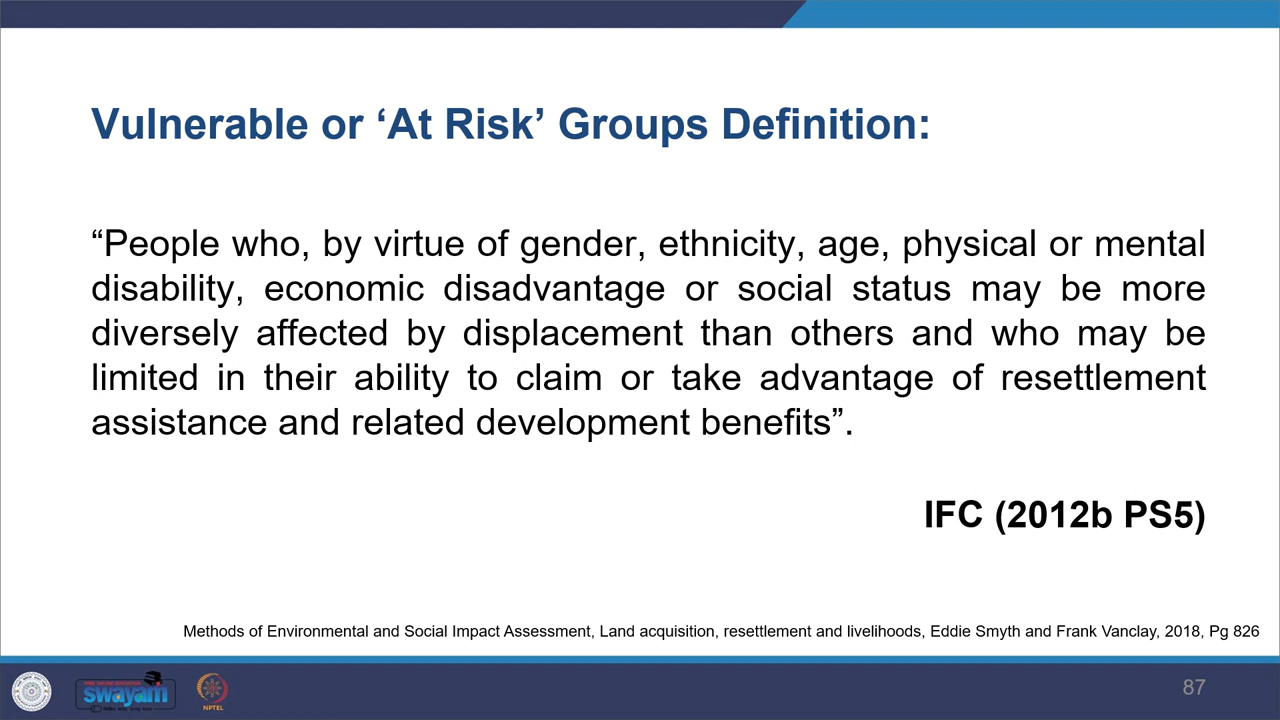 Vulnerable or ‘At Risk’ Groups Definition:
“People who, by virtue of gender, ethnicity, age, physical or mental
disability, economic disadvantage or social status may be more
diversely affected by displacement than others and who may be
limited in their ability to claim or take advantage of resettlement
assistance and related development benefits”.
IFC (2012b PS5)
Methods of Environmental and Social Impact Assessment, Land acquisition, resettlement and livelihoods, Eddie Smyth and Frank Vanclay, 2018, Pg 826
swayam
NPTEL
87